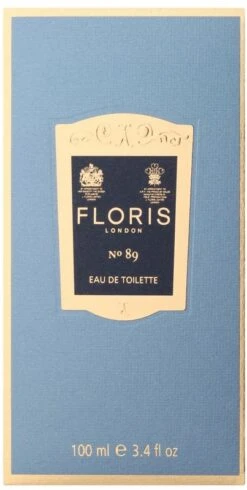 FLORIS
LONDON
No 89
EAU DE TOILETTE
100 ml e 3.4 fl oz